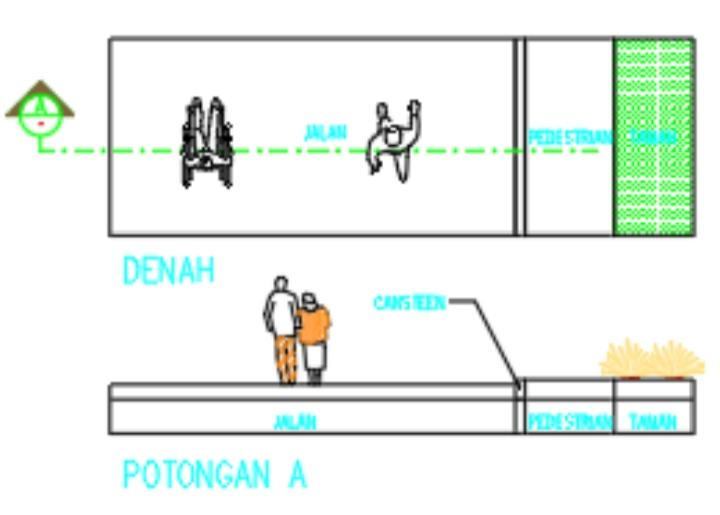 A
JALAN
PEDESTRIAN
TAMAN
DENAH
CANSTEEN
JALAN
PEDESTRIAN
TAMAN
POTONGAN A